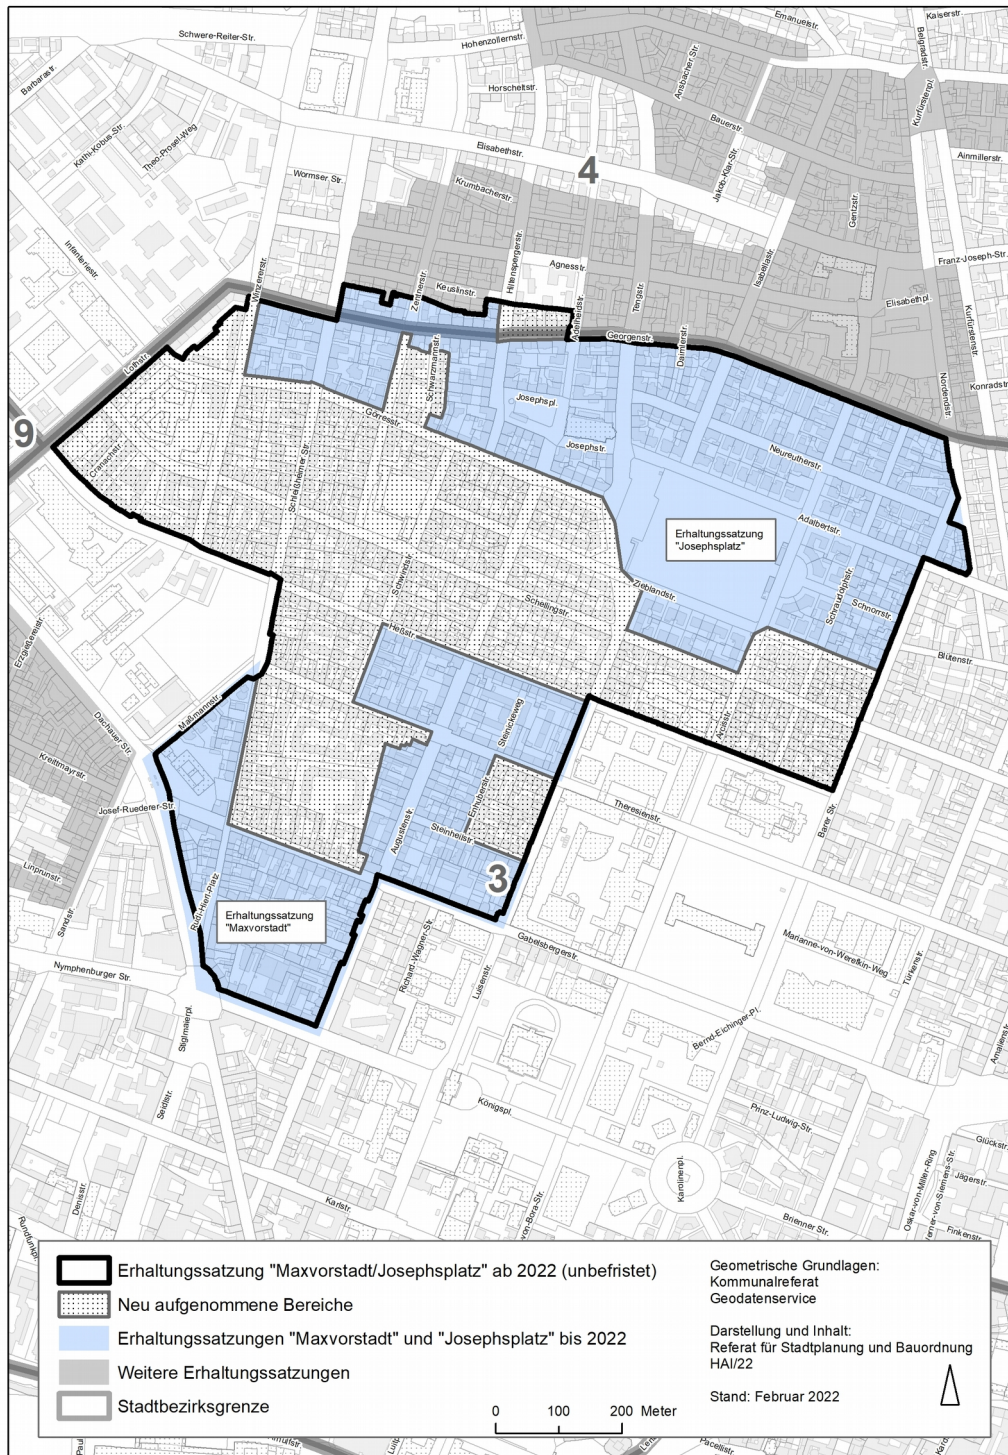 Schwere-Reiter-Str.
Hohenzollernstr.
Emanuelstr.
Kaiserstr.
Belgradstr.
Barbarastr.
Horscheltstr.
Ansbacher Str.
Kurfürstenpl.
Kathi-Kobus-Str.
Theo-Prosel-Weg
Bauerstr.
Elisabethstr.
4
Ainmillerstr.
Wormser Str.
Krumbacherstr.
Jakob-Klar-Str.
Gentzstr.
Infanteriestr.
Hiltenspergerstr.
Agnesstr.
Isabellastr.
Franz-Joseph-Str.
Winzererstr.
Zentnerstr.
Keuslinstr.
Tengstr.
Elisabethpl.
Kurfürstenstr.
Adelheidstr.
Georgenstr.
Daimlerstr.
Lothstr.
Schwarzmannstr.
Nordendstr.
Konradstr.
Josephspl.
Görresstr.
9
Cranachstr.
Schleißheimer Str.
Josephstr.
Neureutherstr.
Adalbertstr.
Erhaltungssatzung
"Josephsplatz"
Schwindstr.
Schellingstr.
Zieblandstr.
Schraudolphstr.
Schnorrstr.
Erzgießereistr.
Heßstr.
Blütenstr.
Maßmannstr.
Dachauer Str.
Steinickeweg
Arcisstr.
Kreittmayrstr.
Josef-Ruederer-Str.
Enhuberstr.
Theresienstr.
Barer Str.
Augustenstr.
Steinheilstr.
Linprunstr.
Sandstr.
Rudi-Hierl-Platz
3
Erhaltungssatzung
"Maxvorstadt"
Richard-Wagner-Str.
Gabelsbergerstr.
Marianne-von-Werefkin-Weg
Türkenstr.
Nymphenburger Str.
Luisenstr.
Stiglmaierpl.
Bernd-Eichinger-Pl.
Amalienstr.
Seidlstr.
Königspl.
Prinz-Ludwig-Str.
Glückstr.
Karolinenpl.
Oskar-von-Miller-Ring
Jägerstr.
Denisstr.
Karlstr.
Brienner Str.
Finkenstr.
Erhaltungssatzung "Maxvorstadt/Josephsplatz" ab 2022 (unbefristet)
Neu aufgenommene Bereiche
Erhaltungssatzungen "Maxvorstadt" und "Josephsplatz" bis 2022
Weitere Erhaltungssatzungen
Stadtbezirksgrenze
0 100 200 Meter
Geometrische Grundlagen:
Kommunalreferat
Geodatenservice
Darstellung und Inhalt:
Referat für Stadtplanung und Bauordnung
HAI/22
Stand: Februar 2022